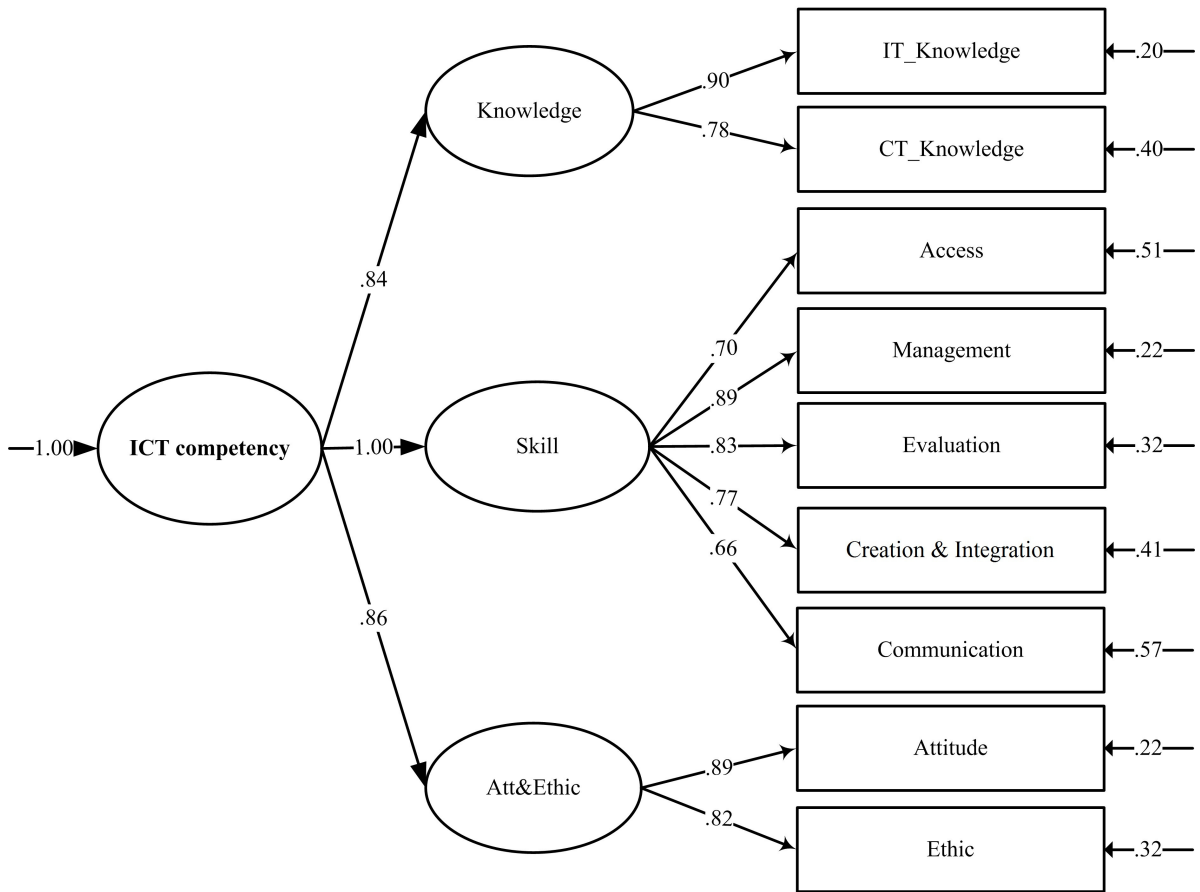 IT_Knowledge
.20
.90
Knowledge
.78
CT_Knowledge
.40
Access
.51
.84
.70
Management
.22
.89
1.00
ICT competency
1.00
Skill
.83
Evaluation
.32
.77
Creation & Integration
.41
.66
.86
Communication
.57
Attitude
.22
.89
Att&Ethic
.82
Ethic
.32